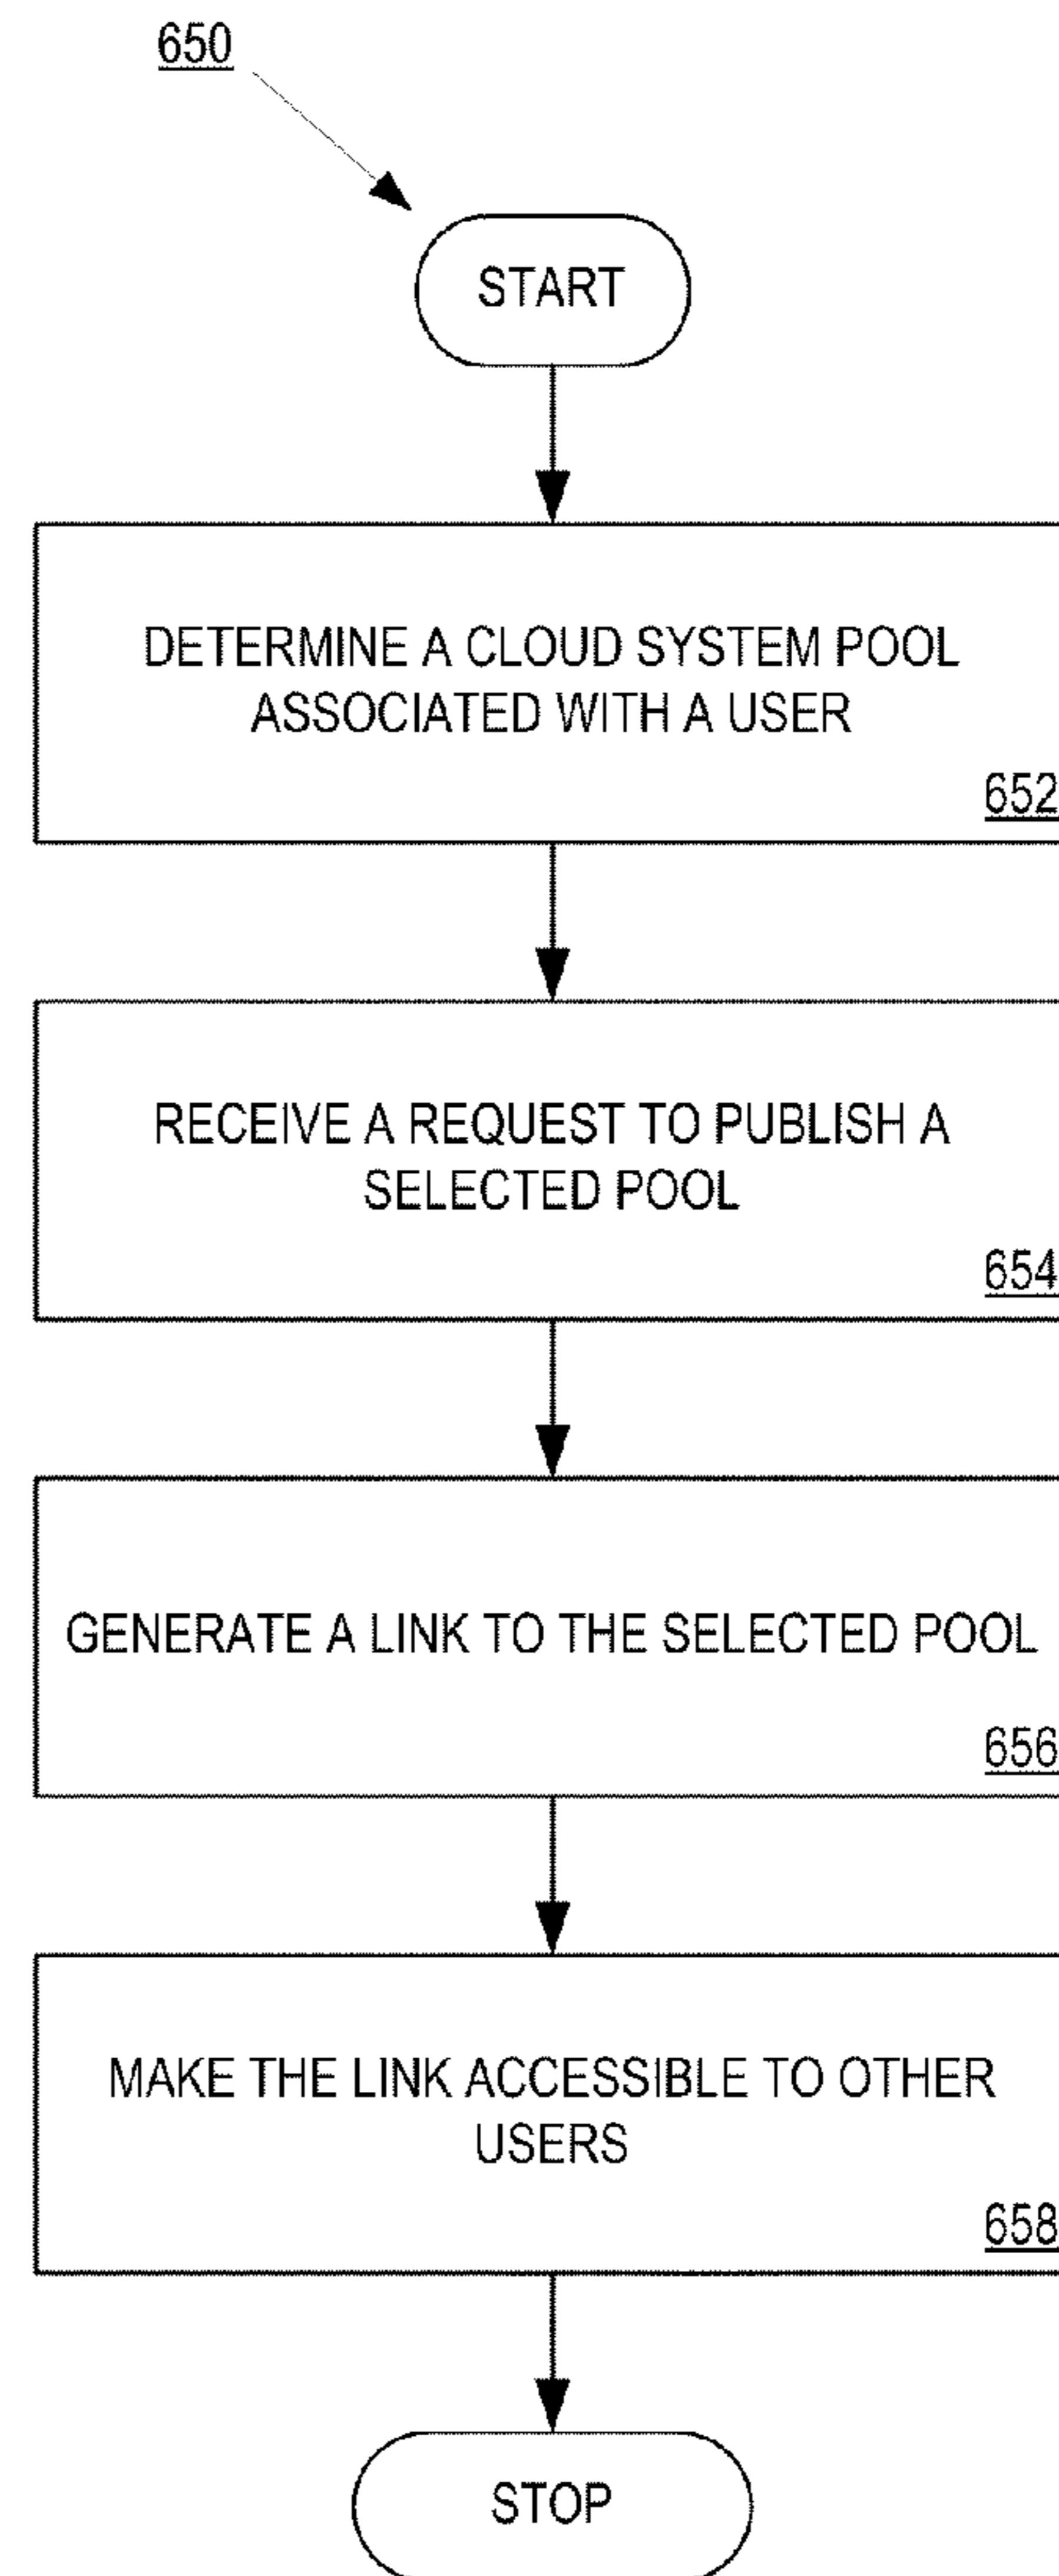 650
START
DETERMINE A CLOUD SYSTEM POOL
ASSOCIATED WITH A USER
652
RECEIVE A REQUEST TO PUBLISH A
SELECTED POOL
654
GENERATE A LINK TO THE SELECTED POOL
656
MAKE THE LINK ACCESSIBLE TO OTHER
USERS
658
STOP